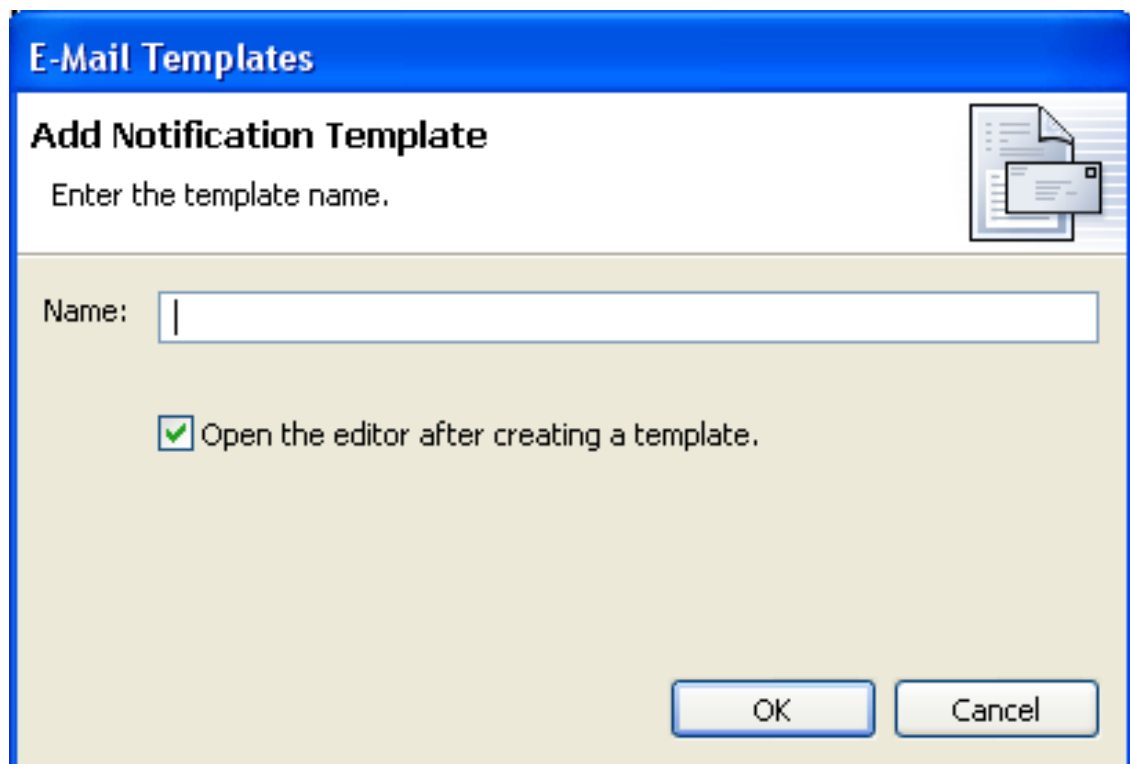 E-Mail Templates
Add Notification Template
Enter the template name.
Name:
Open the editor after creating a template.
OK Cancel